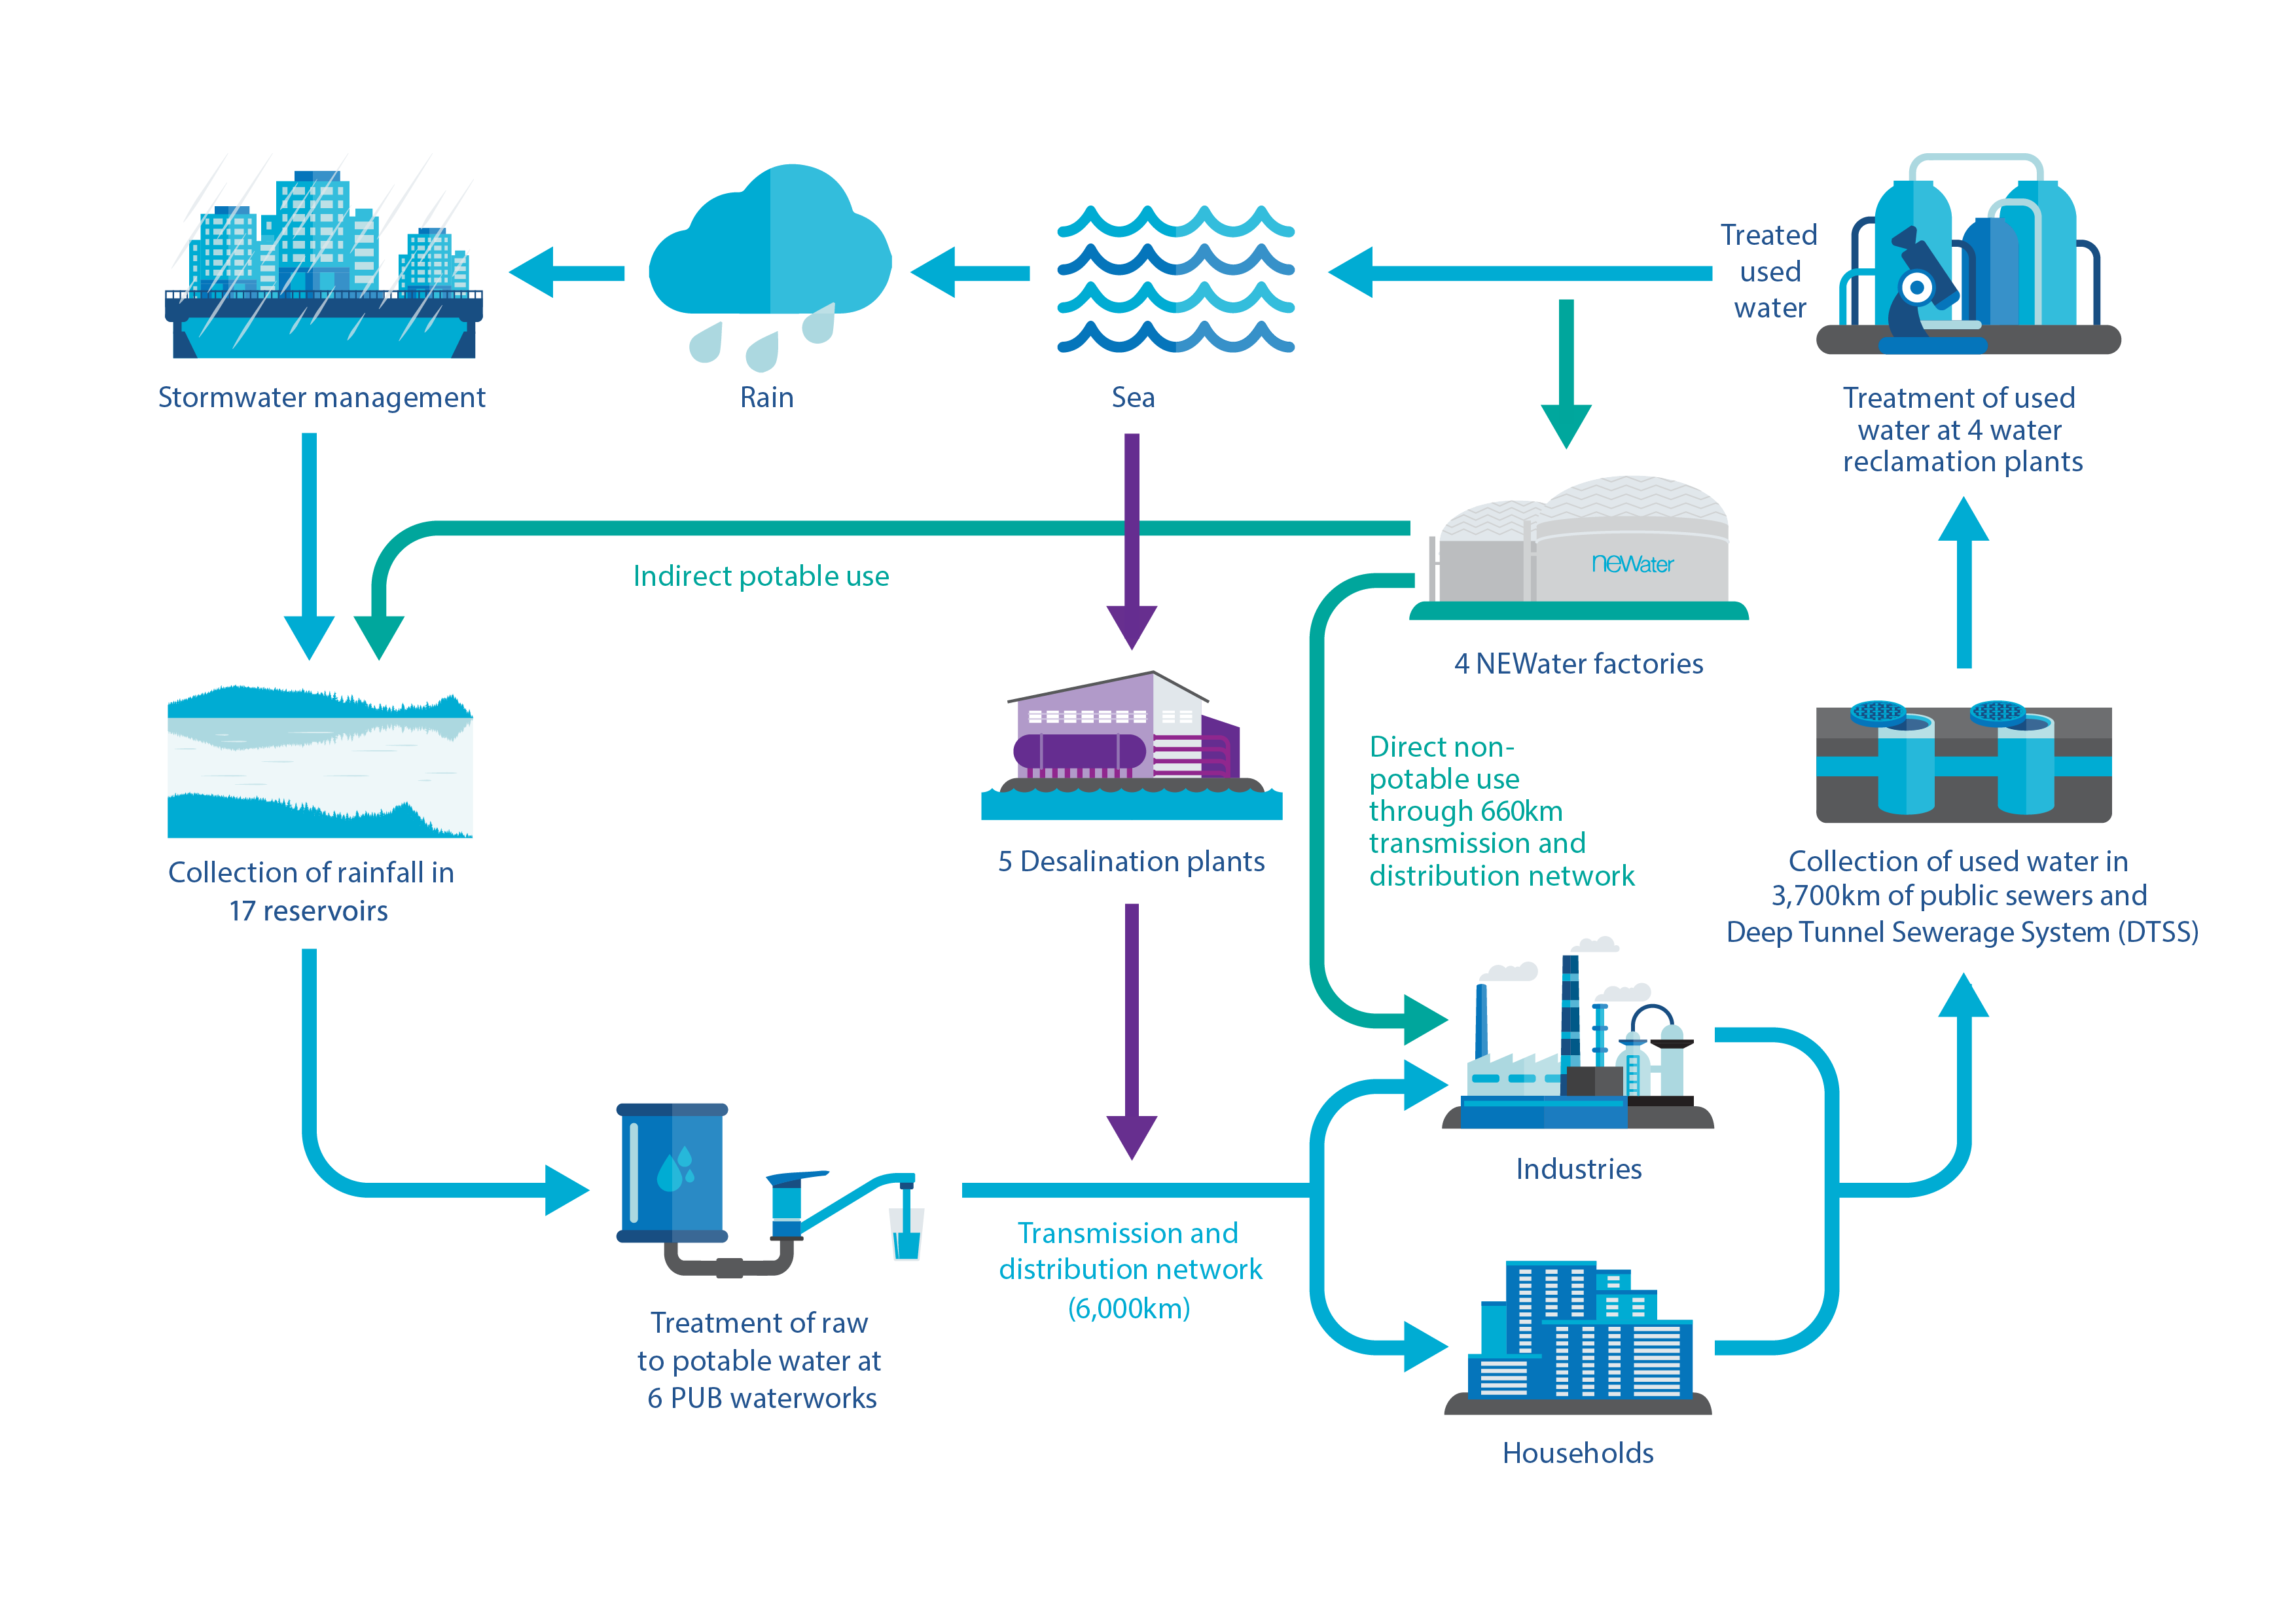 Treated
used
water
Stormwater management
Rain
Sea
Treatment of used
water at 4 water
reclamation plants
Indirect potable use
neWater
4 NEWater factories
Direct non-
potable use
through 660km
transmission and
distribution network
5 Desalination plants
Collection of rainfall in
17 reservoirs
Collection of used water in
3,700km of public sewers and
Deep Tunnel Sewerage System (DTSS)
Industries
Transmission and
distribution network
(6,000km)
Treatment of raw
to potable water at
6 PUB waterworks
Households